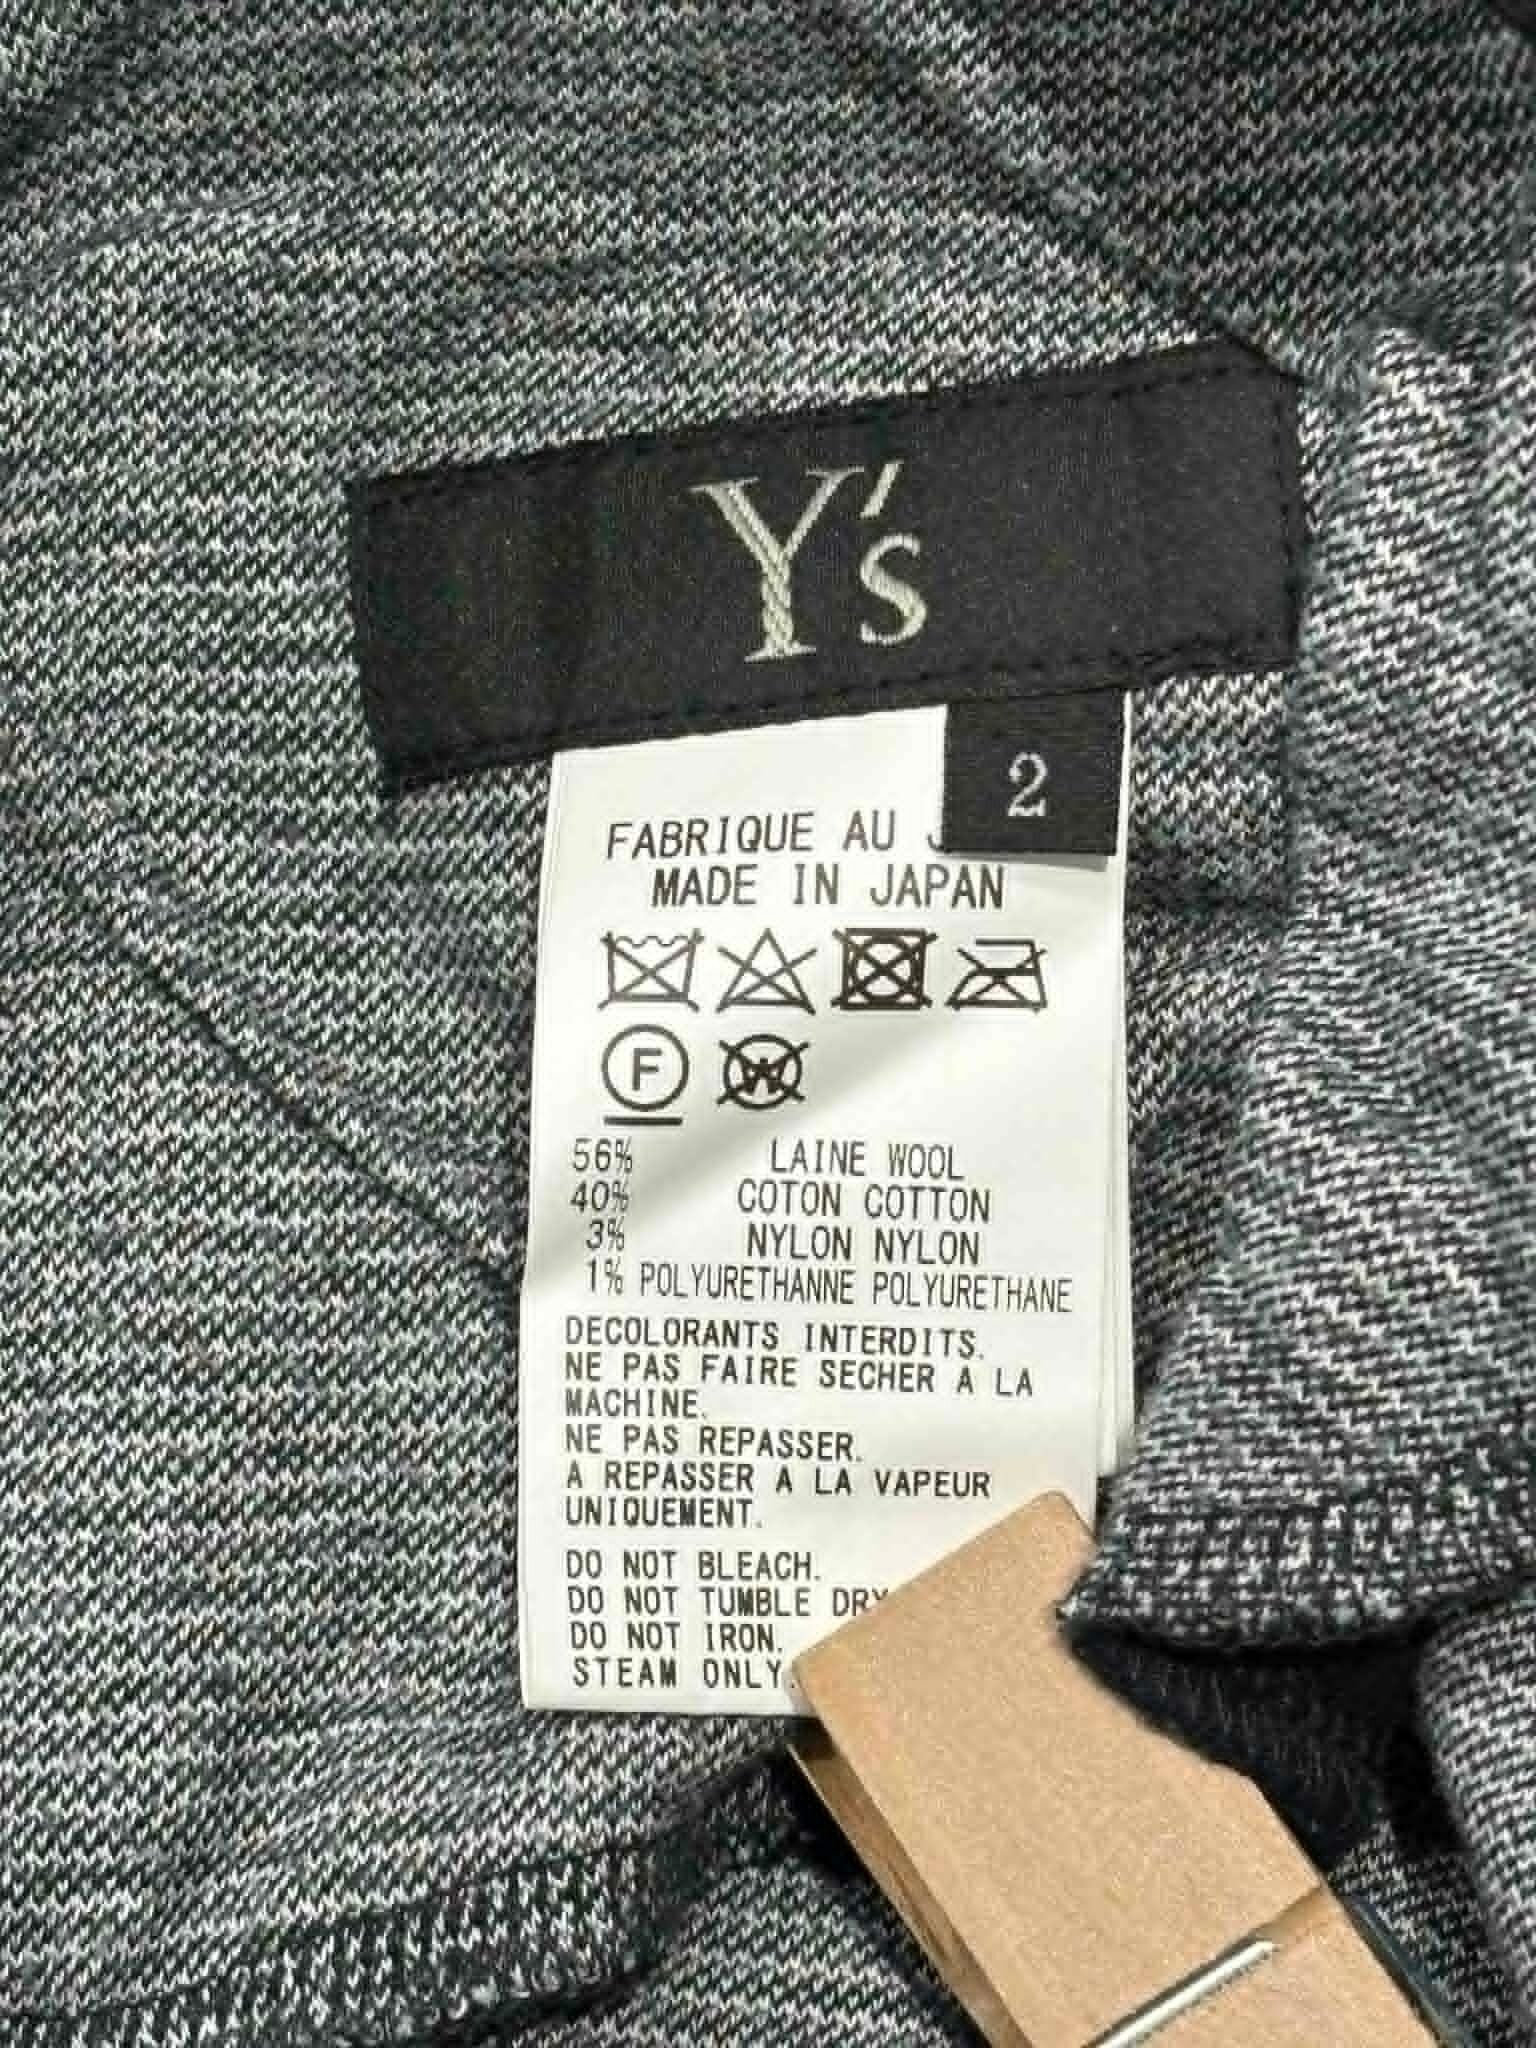 Y's
2
FABRIQUE AU
MADE IN JAPAN
F
W
56% LAINE WOOL
40% COTON COTTON
3% NYLON NYLON
1% POLYURETHANNE POLYURETHANE
DECOLORANTS INTERDITS.
NE PAS FAIRE SECHER A LA
MACHINE.
NE PAS REPASSER.
A REPASSER A LA VAPEUR
UNIQUEMENT.
DO NOT BLEACH.
DO NOT TUMBLE DRY
DO NOT IRON.
STEAM ONLY.